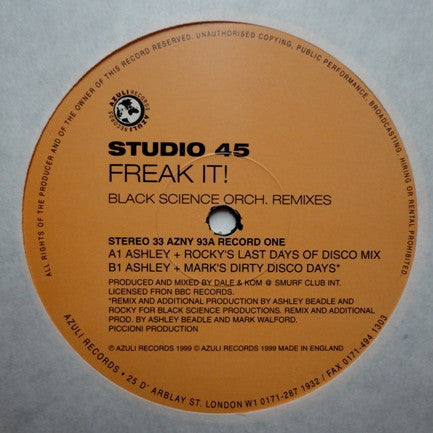 ALL RIGHTS OF THE PRODUCER AND OF THE OWNER OF THIS RECORD RESERVED. UNAUTHORISED COPYING, PUBLIC PERFORMANCE, BROADCASTING, HIRING OR RENTAL PROHIBITED
AZULI RECORDS AZULI RECORDS
STUDIO 45
FREAK IT!
BLACK SCIENCE ORCH. REMIXES
STEREO 33 AZNY 93A RECORD ONE
A1 ASHLEY + ROCKY'S LAST DAYS OF DISCO MIX
B1 ASHLEY + MARK'S DIRTY DISCO DAYS*
PRODUCED AND MIXED BY DALE & KOM @ SMURF CLUB INT.
LICENSED FRON BBC RECORDS.
*REMIX AND ADDITIONAL PRODUCTION BY ASHLEY BEADLE AND
ROCKY FOR BLACK SCIENCE PRODUCTIONS. REMIX AND ADDITIONAL
PROD. BY ASHLEY BEADLE AND MARK WALFORD.
PICCIONI PRODUCTION
℗ AZULI RECORDS 1999 © AZULI RECORDS 1999 MADE IN ENGLAND
AZULI RECORDS • 25 D' ARBLAY ST. LONDON W1 0171-287 1932 / FAX 0171-494 1303